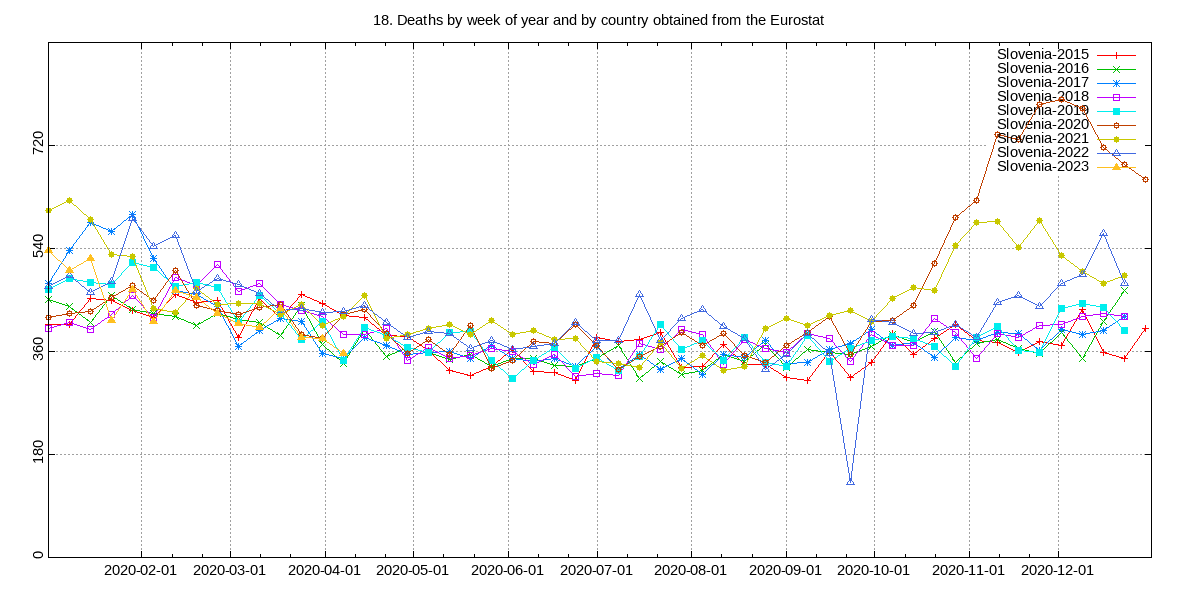 18. Deaths by week of year and by country obtained from the Eurostat
Slovenia-2015
Slovenia-2016
Slovenia-2017
Slovenia-2018
Slovenia-2019
Slovenia-2020
Slovenia-2021
Slovenia-2022
Slovenia-2023
720
540
360
180
0
2020-02-01 2020-03-01 2020-04-01 2020-05-01 2020-06-01 2020-07-01 2020-08-01 2020-09-01 2020-10-01 2020-11-01 2020-12-01